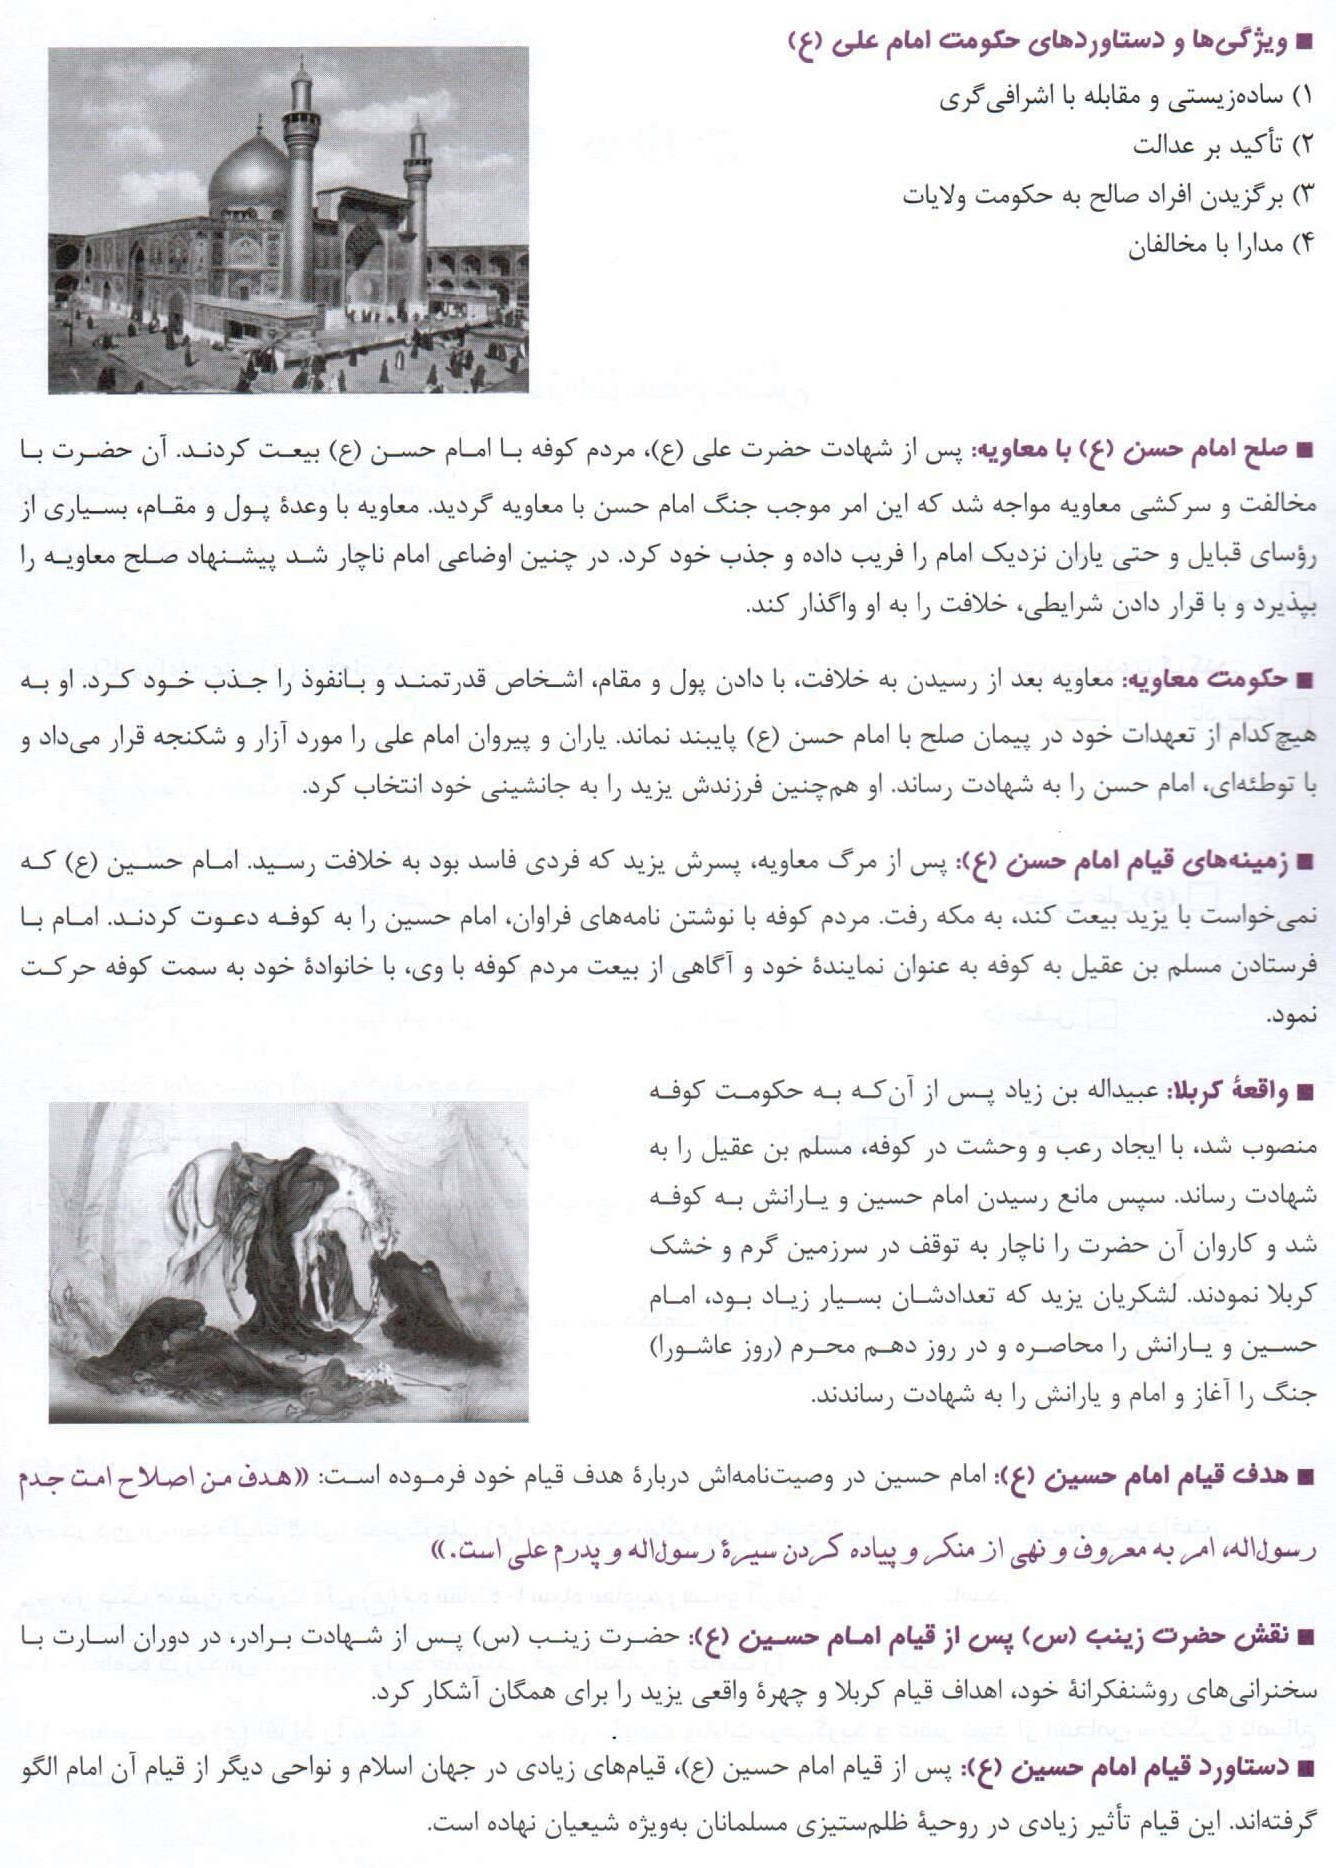 ■ ویژگی‌ها و دستاوردهای حکومت امام علی (ع)
۱) ساده‌زیستی و مقابله با اشرافی‌گری
۲) تأکید بر عدالت
۳) برگزیدن افراد صالح به حکومت ولایات
۴) مدارا با مخالفان
■ صلح امام حسن (ع) با معاویه: پس از شهادت حضرت علی (ع)، مردم کوفه با امام حسن (ع) بیعت کردند. آن حضرت با
مخالفت و سرکشی معاویه مواجه شد که این امر موجب جنگ امام حسن با معاویه گردید. معاویه با وعدهٔ پول و مقام، بسیاری از
رؤسای قبایل و حتی یاران نزدیک امام را فریب داده و جذب خود کرد. در چنین اوضاعی امام ناچار شد پیشنهاد صلح معاویه را
بپذیرد و با قرار دادن شرایطی، خلافت را به او واگذار کند.
■ حکومت معاویه: معاویه بعد از رسیدن به خلافت، با دادن پول و مقام، اشخاص قدرتمند و بانفوذ را جذب خود کرد. او به
هیچ‌کدام از تعهدات خود در پیمان صلح با امام حسن (ع) پایبند نماند. یاران و پیروان امام علی را مورد آزار و شکنجه قرار می‌داد و
با توطئه‌ای، امام حسن را به شهادت رساند. او هم‌چنین فرزندش یزید را به جانشینی خود انتخاب کرد.
■ زمینه‌های قیام امام حسن (ع): پس از مرگ معاویه، پسرش یزید که فردی فاسد بود به خلافت رسید. امام حسین (ع) که
نمی‌خواست با یزید بیعت کند، به مکه رفت. مردم کوفه با نوشتن نامه‌های فراوان، امام حسین را به کوفه دعوت کردند. امام با
فرستادن مسلم بن عقیل به کوفه به عنوان نمایندهٔ خود و آگاهی از بیعت مردم کوفه با وی، با خانوادهٔ خود به سمت کوفه حرکت
نمود.
■ واقعهٔ کربلا: عبیداله بن زیاد پس از آن‌که به حکومت کوفه
منصوب شد، با ایجاد رعب و وحشت در کوفه، مسلم بن عقیل را به
شهادت رساند. سپس مانع رسیدن امام حسین و یارانش به کوفه
شد و کاروان آن حضرت را ناچار به توقف در سرزمین گرم و خشک
کربلا نمودند. لشکریان یزید که تعدادشان بسیار زیاد بود، امام
حسین و یارانش را محاصره و در روز دهم محرم (روز عاشورا)
جنگ را آغاز و امام و یارانش را به شهادت رساندند.
■ هدف قیام امام حسین (ع): امام حسین در وصیت‌نامه‌اش دربارهٔ هدف قیام خود فرموده است: «هدف من اصلاح امت جدم
رسول‌اله، امر به معروف و نهی از منکر و پیاده کردن سیرهٔ رسول‌اله و پدرم علی است.»
■ نقش حضرت زینب (س) پس از قیام امام حسین (ع): حضرت زینب (س) پس از شهادت برادر، در دوران اسارت با
سخنرانی‌های روشنفکرانهٔ خود، اهداف قیام کربلا و چهرهٔ واقعی یزید را برای همگان آشکار کرد.
■ دستاورد قیام امام حسین (ع): پس از قیام امام حسین (ع)، قیام‌های زیادی در جهان اسلام و نواحی دیگر از قیام آن امام الگو
گرفته‌اند. این قیام تأثیر زیادی در روحیهٔ ظلم‌ستیزی مسلمانان به‌ویژه شیعیان نهاده است.